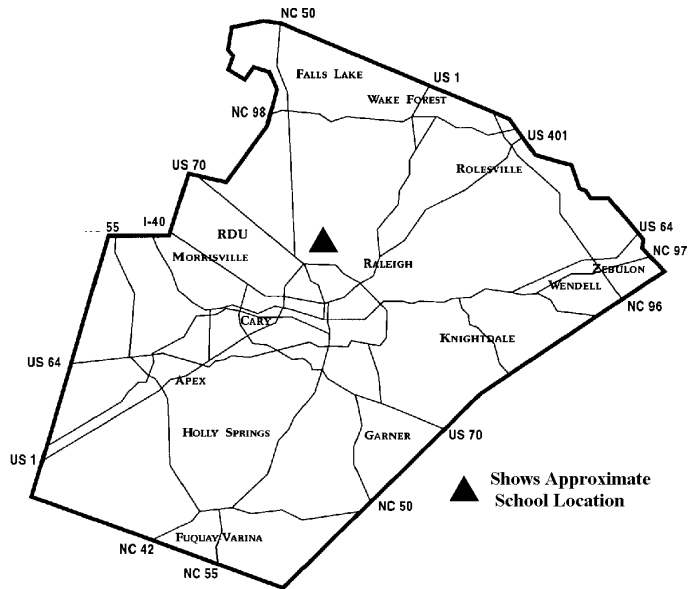 NC 50
FALLS LAKE
US 1
WAKE FOREST
NC 98
US 401
US 70
ROLESVILLE
55
I-40
RDU
US 64
MORRISVILLE
RALEIGH
NC 97
ZEBULON
WENDELL
NC 96
CARY
KNIGHTDALE
US 64
APEX
HOLLY SPRINGS
GARNER
US 70
US 1
Shows Approximate
School Location
NC 50
FUQUAY VARINA
NC 42
NC 55